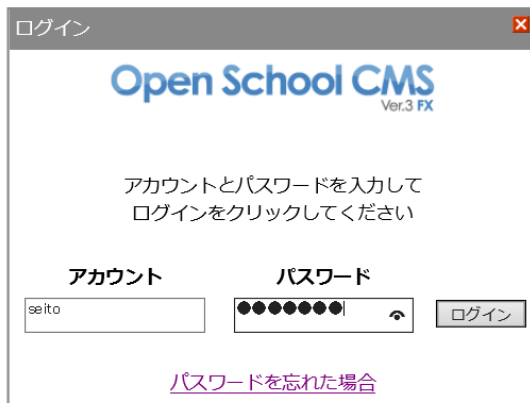 ログイン
Open School CMS
Ver.3 FX
アカウントとパスワードを入力して
ログインをクリックしてください
アカウント パスワード
seito ●●●●●●● ログイン
パスワードを忘れた場合